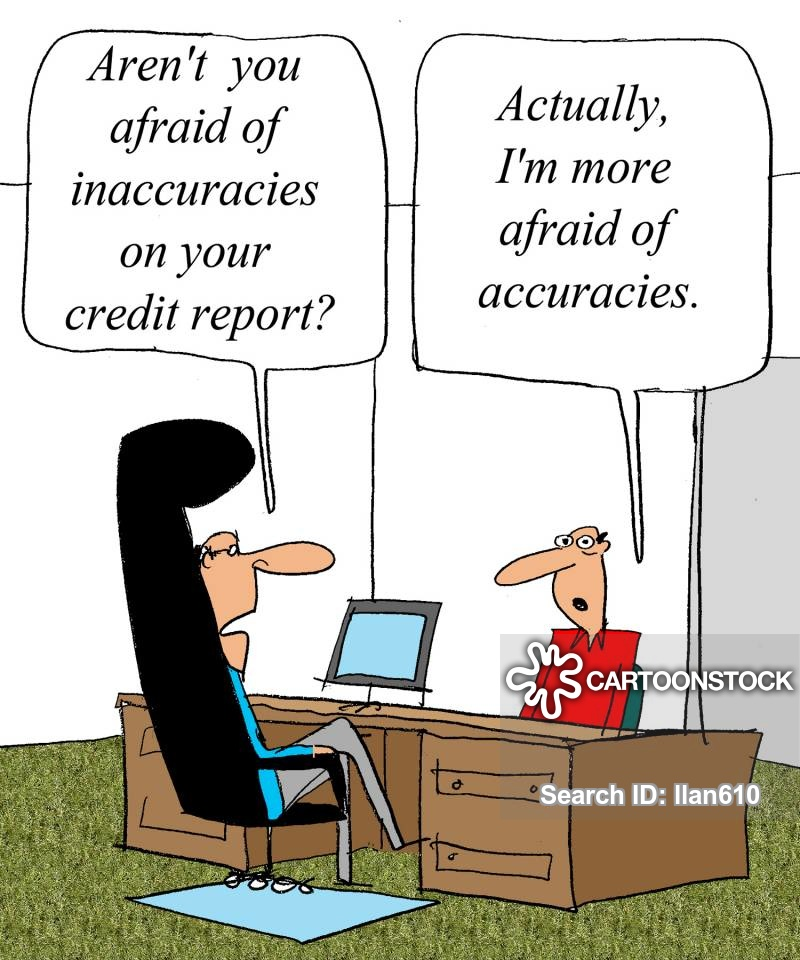 Aren't you
afraid of
inaccuracies
on your
credit report?
Actually,
I'm more
afraid of
accuracies.
CARTOONSTOCK
Search ID: llan610